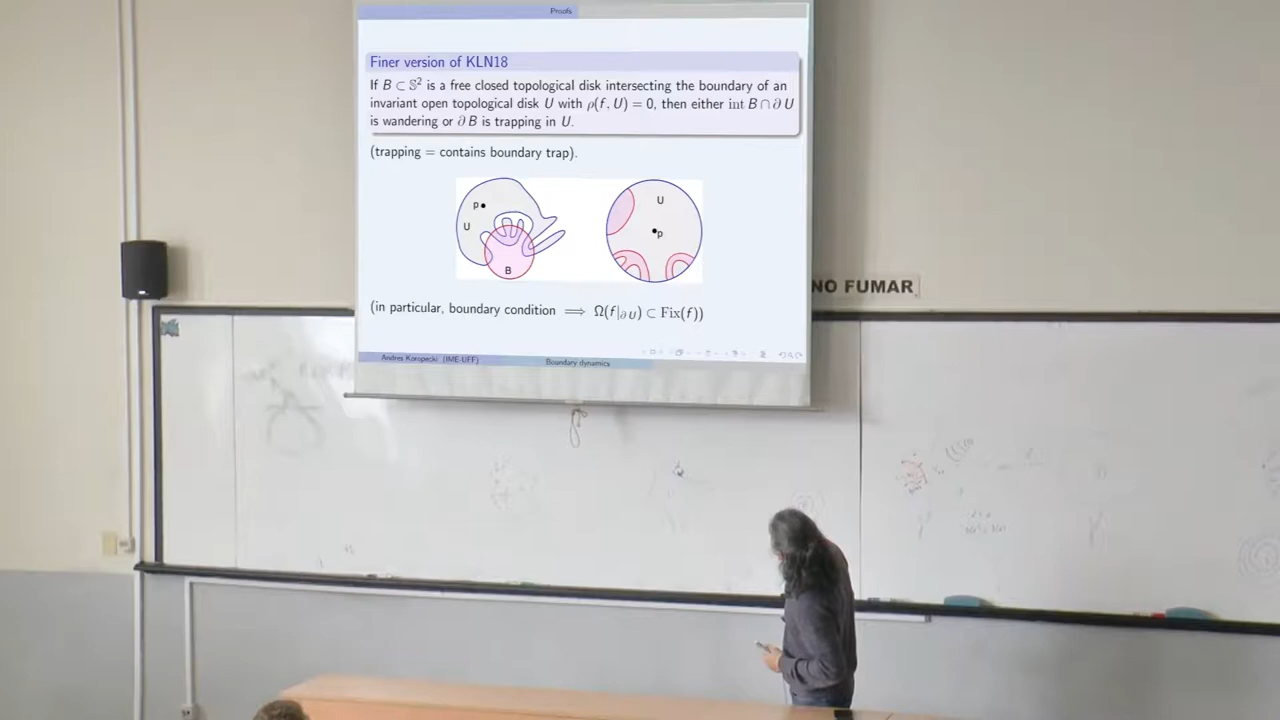 Proofs
Finer version of KLN18
If B ⊂ 𝕊² is a free closed topological disk intersecting the boundary of an
invariant open topological disk U with ρ(f, U) = 0, then either int B ∩ ∂U
is wandering or ∂B is trapping in U.
(trapping = contains boundary trap).
p
U
B
U
p
(in particular, boundary condition ⟹ Ω(f|∂U) ⊂ Fix(f))
Andres Koropecki (IME-UFF)
Boundary dynamics
NO FUMAR